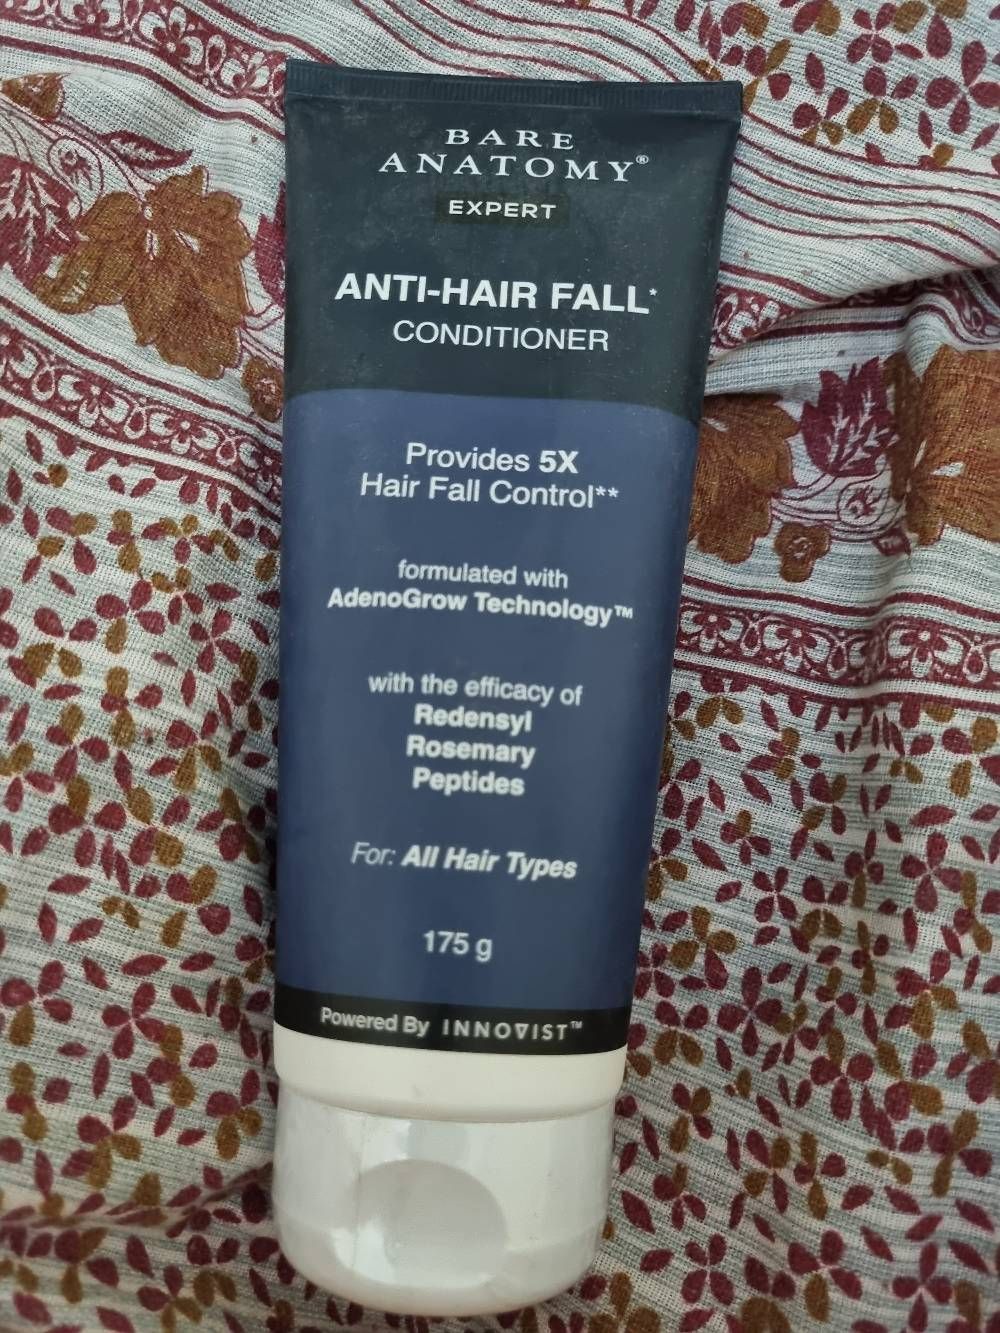 BARE
ANATOMY®
EXPERT
ANTI-HAIR FALL*
CONDITIONER
Provides 5X
Hair Fall Control**
formulated with
AdenoGrow Technology™
with the efficacy of
Redensyl
Rosemary
Peptides
For: All Hair Types
175 g
Powered By INNOVIST™